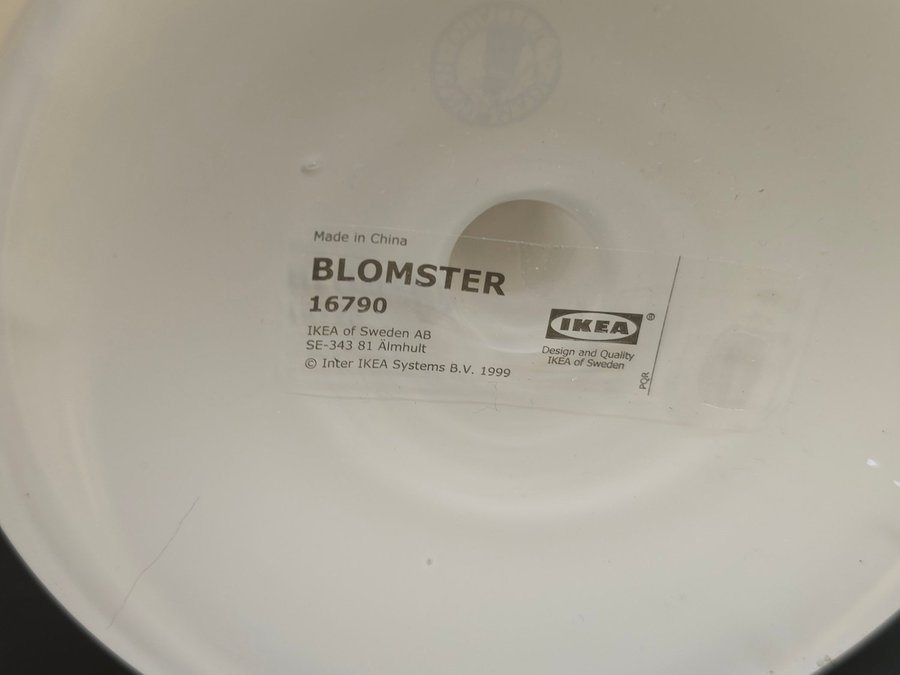 Made in China
BLOMSTER
16790
IKEA of Sweden AB
SE-343 81 Älmhult
© Inter IKEA Systems B.V. 1999
IKEA®
Design and Quality
IKEA of Sweden
PQR